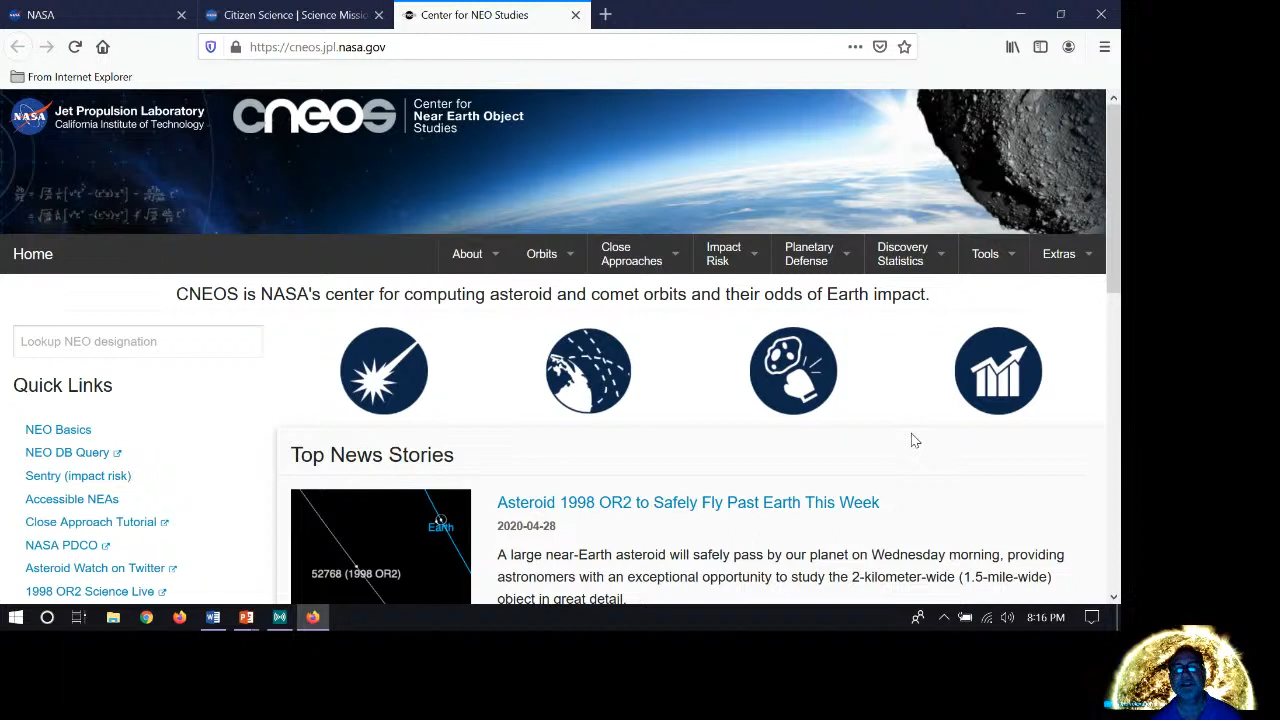 NASA
Citizen Science | Science Missio
Center for NEO Studies
https://cneos.jpl.nasa.gov
From Internet Explorer
NASA
Jet Propulsion Laboratory
California Institute of Technology
cneos
Center for
Near Earth Object
Studies
Home
About
Orbits
Close
Approaches
Impact
Risk
Planetary
Defense
Discovery
Statistics
Tools
Extras
CNEOS is NASA's center for computing asteroid and comet orbits and their odds of Earth impact.
Lookup NEO designation
Quick Links
NEO Basics
NEO DB Query
Sentry (impact risk)
Accessible NEAs
Close Approach Tutorial
NASA PDCO
Asteroid Watch on Twitter
1998 OR2 Science Live
Top News Stories
Earth
52768 (1998 OR2)
Asteroid 1998 OR2 to Safely Fly Past Earth This Week
2020-04-28
A large near-Earth asteroid will safely pass by our planet on Wednesday morning, providing
astronomers with an exceptional opportunity to study the 2-kilometer-wide (1.5-mile-wide)
object in great detail.
8:16 PM